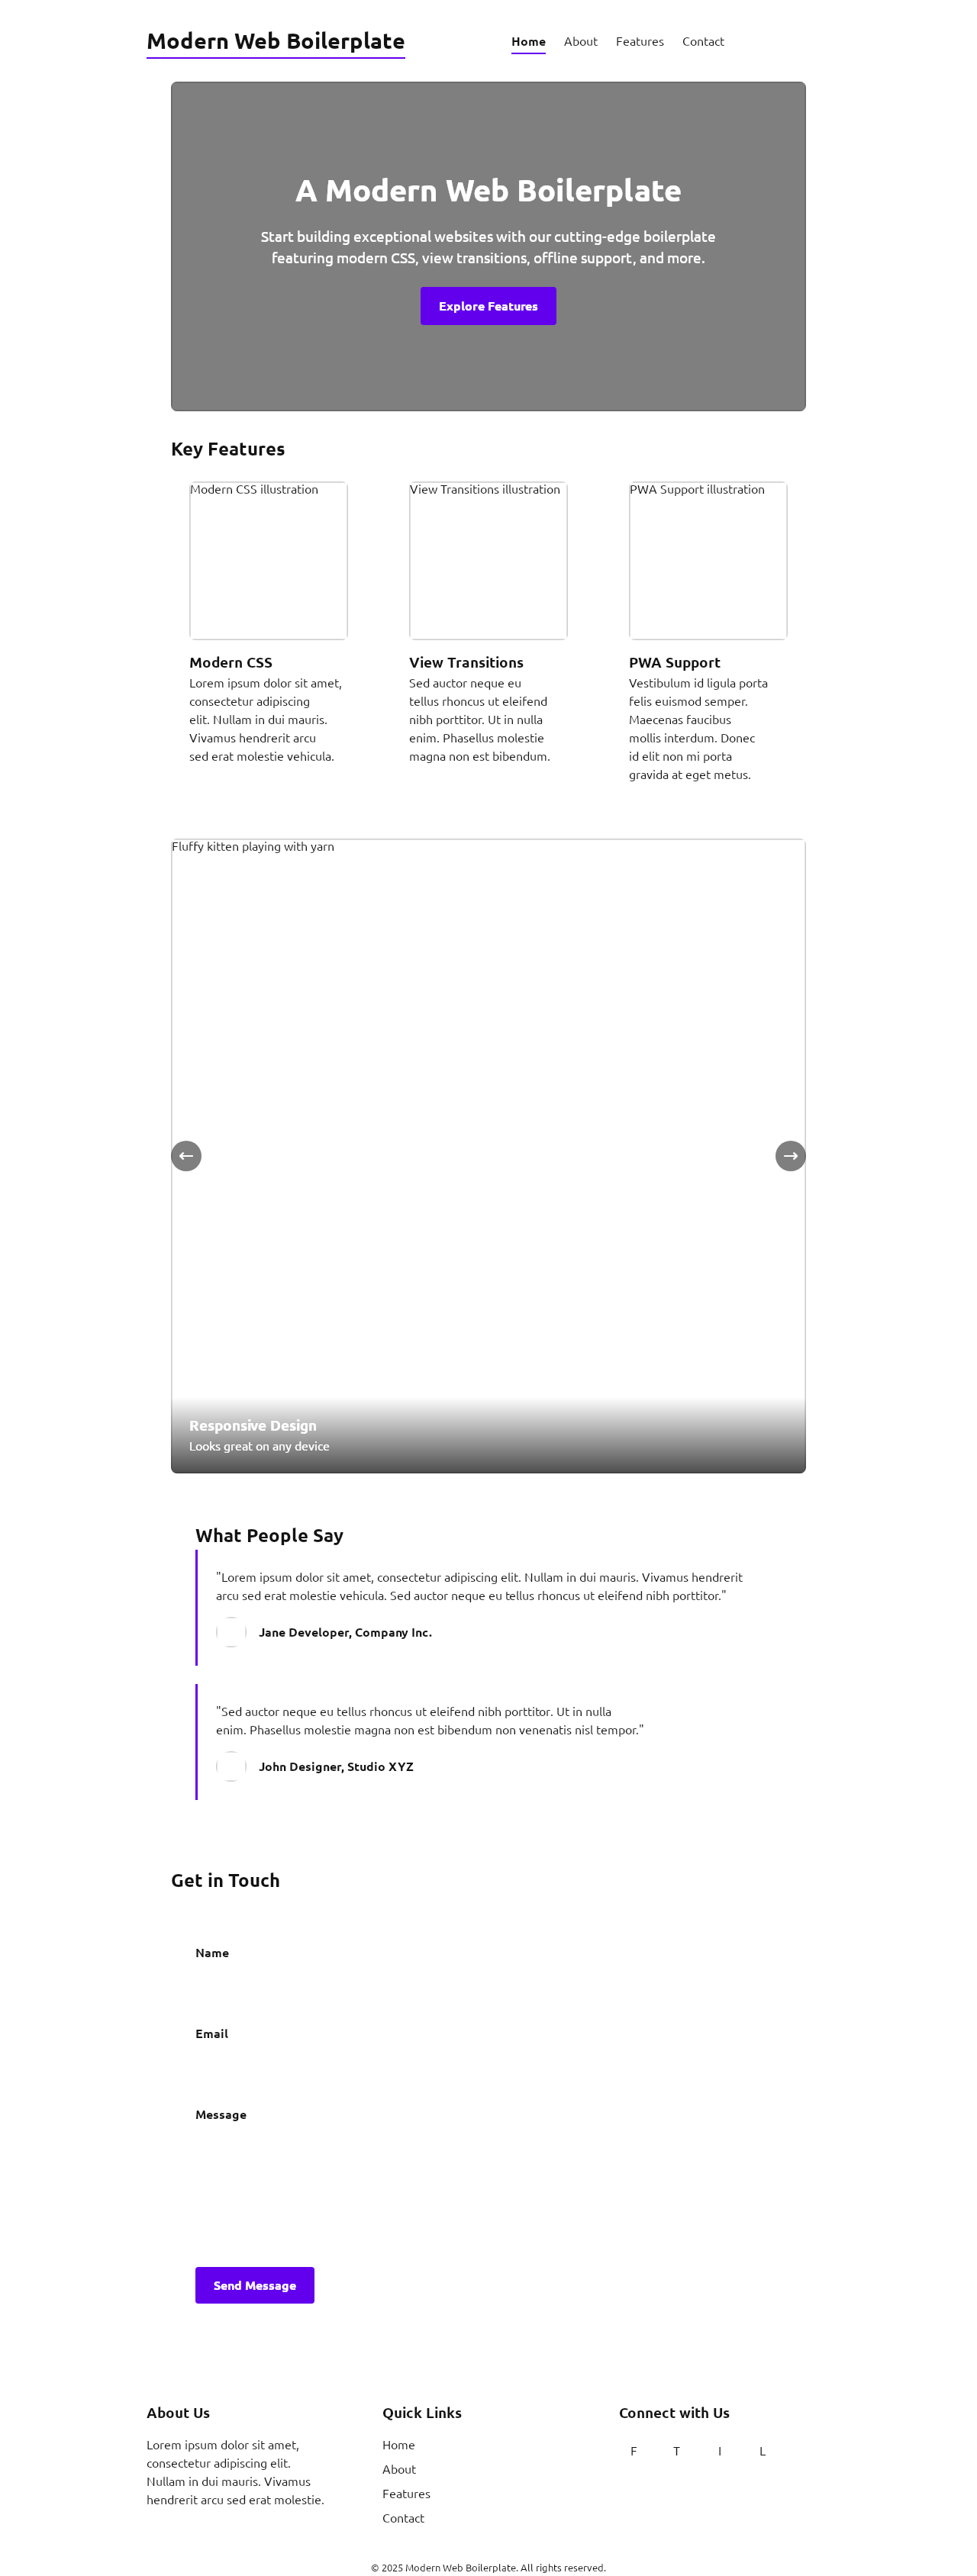 Modern Web Boilerplate
Home About Features Contact
A Modern Web Boilerplate
Start building exceptional websites with our cutting-edge boilerplate
featuring modern CSS, view transitions, offline support, and more.
Explore Features
Key Features
Modern CSS illustration
Modern CSS
Lorem ipsum dolor sit amet,
consectetur adipiscing
elit. Nullam in dui mauris.
Vivamus hendrerit arcu
sed erat molestie vehicula.
View Transitions illustration
View Transitions
Sed auctor neque eu
tellus rhoncus ut eleifend
nibh porttitor. Ut in nulla
enim. Phasellus molestie
magna non est bibendum.
PWA Support illustration
PWA Support
Vestibulum id ligula porta
felis euismod semper.
Maecenas faucibus
mollis interdum. Donec
id elit non mi porta
gravida at eget metus.
Fluffy kitten playing with yarn
← →
Responsive Design
Looks great on any device
What People Say
"Lorem ipsum dolor sit amet, consectetur adipiscing elit. Nullam in dui mauris. Vivamus hendrerit
arcu sed erat molestie vehicula. Sed auctor neque eu tellus rhoncus ut eleifend nibh porttitor."
Jane Developer, Company Inc.
"Sed auctor neque eu tellus rhoncus ut eleifend nibh porttitor. Ut in nulla
enim. Phasellus molestie magna non est bibendum non venenatis nisl tempor."
John Designer, Studio XYZ
Get in Touch
Name
Email
Message
Send Message
About Us
Lorem ipsum dolor sit amet,
consectetur adipiscing elit.
Nullam in dui mauris. Vivamus
hendrerit arcu sed erat molestie.
Quick Links
Home
About
Features
Contact
Connect with Us
F T I L
© 2025 Modern Web Boilerplate. All rights reserved.